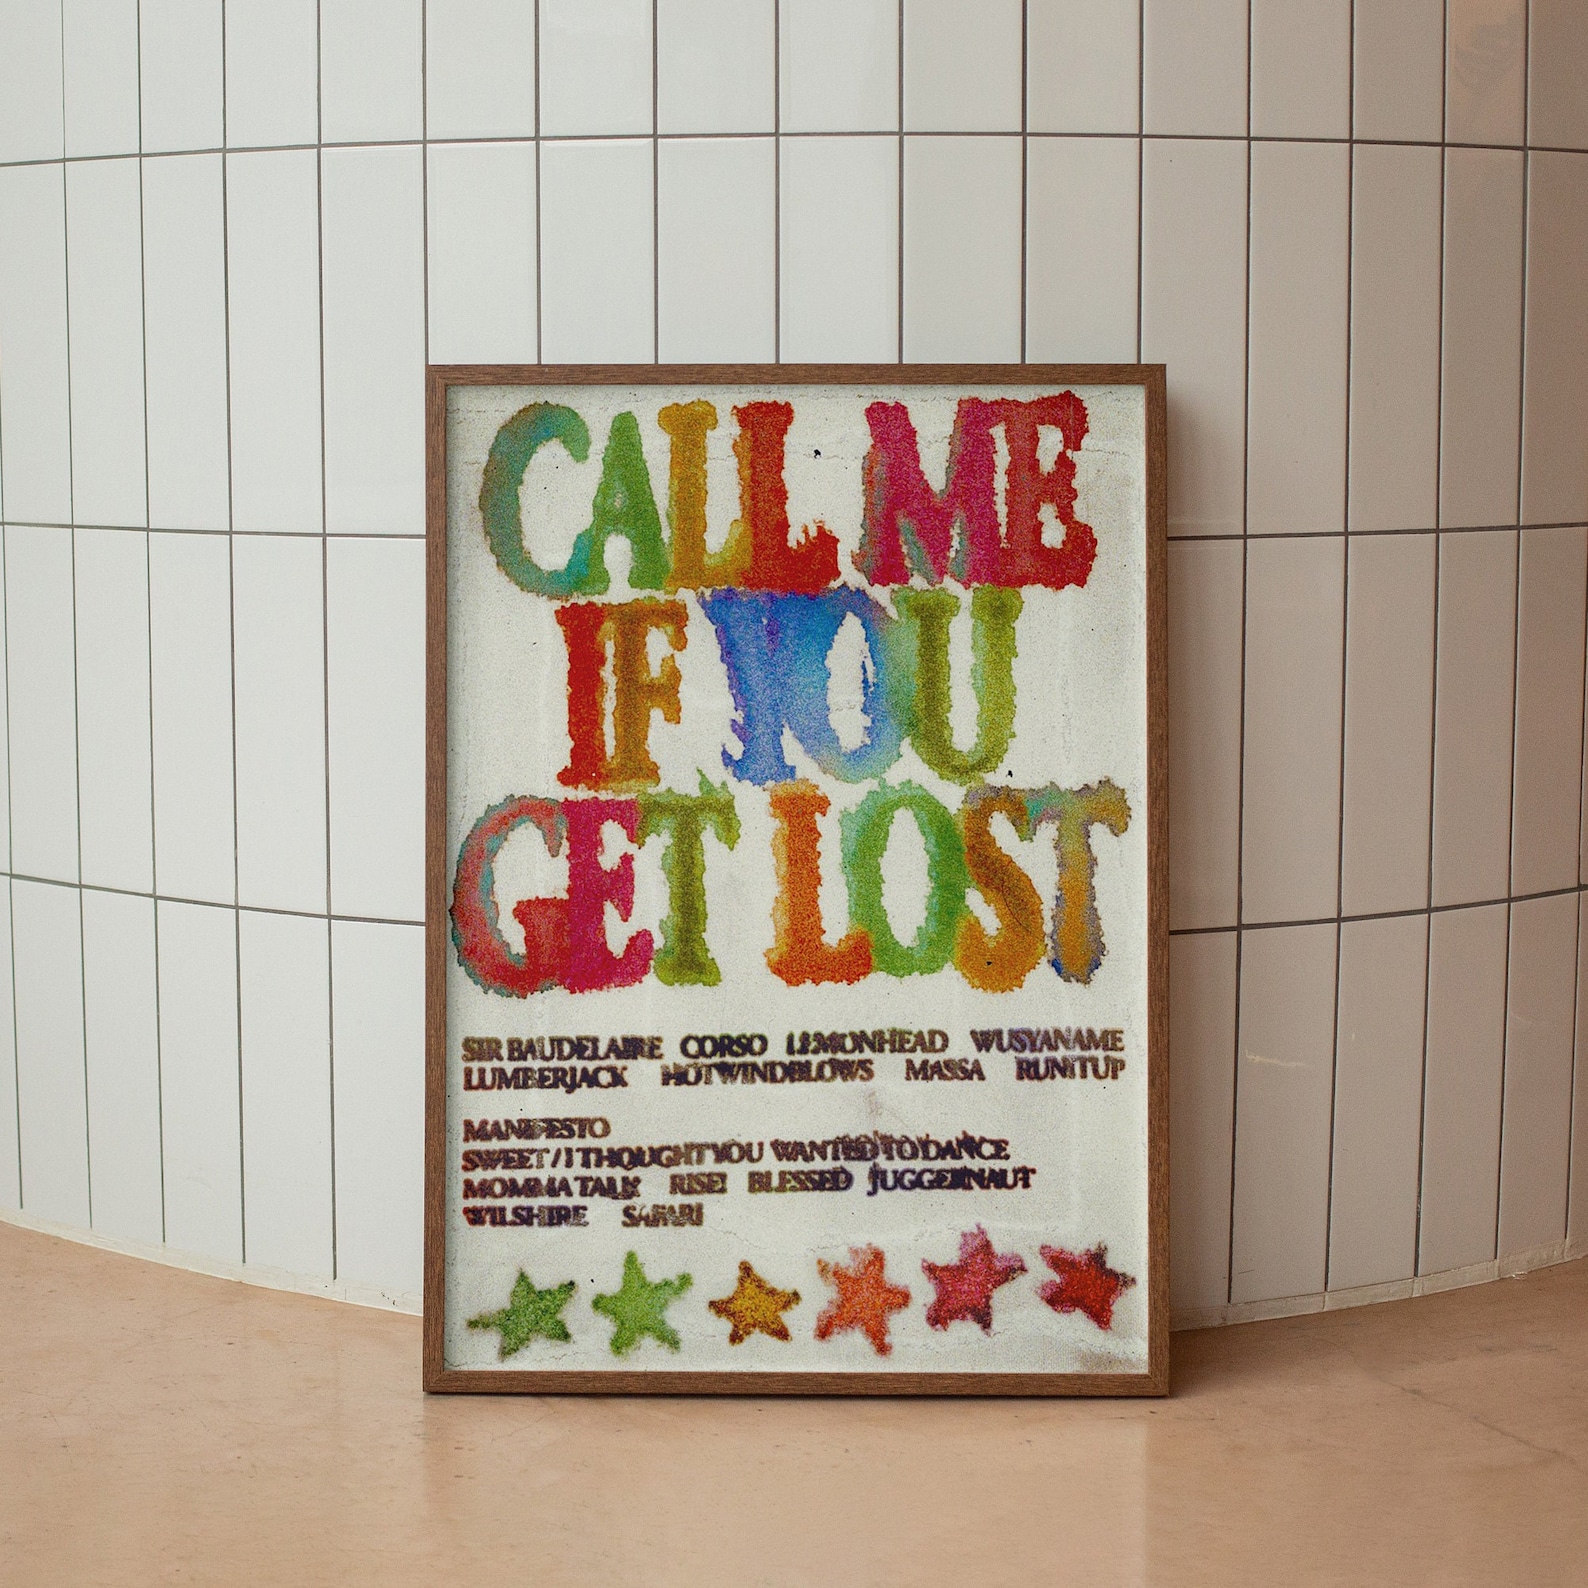 CALL ME
IF YOU
GET LOST
SIR BAUDELAIRE CORSO LEMONHEAD WUSYANAME
LUMBERJACK HOTWINDBLOWS MASSA RUNITUP
MANIFESTO
SWEET / I THOUGHT YOU WANTED TO DANCE
MOMMA TALK RISE! BLESSED JUGGERNAUT
WILSHIRE SAFARI